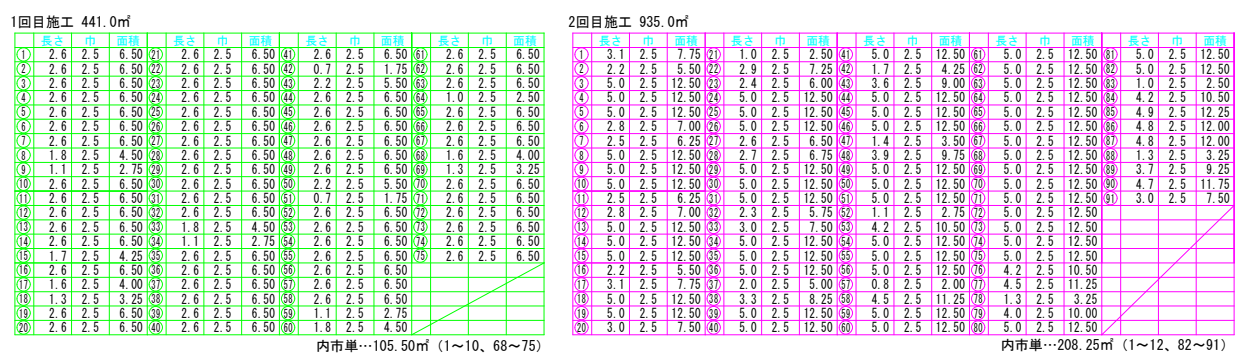 1回目施工 441.0㎡
長さ 巾 面積 長さ 巾 面積 長さ 巾 面積 長さ 巾 面積
① 2.6 2.5 6.50 ㉑ 2.6 2.5 6.50 ㊶ 2.6 2.5 6.50 61 2.6 2.5 6.50
② 2.6 2.5 6.50 ㉒ 2.6 2.5 6.50 ㊷ 0.7 2.5 1.75 62 2.6 2.5 6.50
③ 2.6 2.5 6.50 ㉓ 2.6 2.5 6.50 ㊸ 2.2 2.5 5.50 63 2.6 2.5 6.50
④ 2.6 2.5 6.50 ㉔ 2.6 2.5 6.50 ㊹ 2.6 2.5 6.50 64 1.0 2.5 2.50
⑤ 2.6 2.5 6.50 ㉕ 2.6 2.5 6.50 ㊺ 2.6 2.5 6.50 65 2.6 2.5 6.50
⑥ 2.6 2.5 6.50 ㉖ 2.6 2.5 6.50 ㊻ 2.6 2.5 6.50 66 2.6 2.5 6.50
⑦ 2.6 2.5 6.50 ㉗ 2.6 2.5 6.50 ㊼ 2.6 2.5 6.50 67 2.6 2.5 6.50
⑧ 1.8 2.5 4.50 ㉘ 2.6 2.5 6.50 ㊽ 2.6 2.5 6.50 68 1.6 2.5 4.00
⑨ 1.1 2.5 2.75 ㉙ 2.6 2.5 6.50 ㊾ 2.6 2.5 6.50 69 1.3 2.5 3.25
⑩ 2.6 2.5 6.50 ㉚ 2.6 2.5 6.50 ㊿ 2.2 2.5 5.50 70 2.6 2.5 6.50
⑪ 2.6 2.5 6.50 ㉛ 2.6 2.5 6.50 51 0.7 2.5 1.75 71 2.6 2.5 6.50
⑫ 2.6 2.5 6.50 ㉜ 2.6 2.5 6.50 52 2.6 2.5 6.50 72 2.6 2.5 6.50
⑬ 2.6 2.5 6.50 ㉝ 1.8 2.5 4.50 53 2.6 2.5 6.50 73 2.6 2.5 6.50
⑭ 2.6 2.5 6.50 ㉞ 1.1 2.5 2.75 54 2.6 2.5 6.50 74 2.6 2.5 6.50
⑮ 1.7 2.5 4.25 ㉟ 2.6 2.5 6.50 55 2.6 2.5 6.50 75 2.6 2.5 6.50
⑯ 2.6 2.5 6.50 ㊱ 2.6 2.5 6.50 56 2.6 2.5 6.50
⑰ 1.6 2.5 4.00 ㊲ 2.6 2.5 6.50 57 2.6 2.5 6.50
⑱ 1.3 2.5 3.25 ㊳ 2.6 2.5 6.50 58 2.6 2.5 6.50
⑲ 2.6 2.5 6.50 ㊴ 2.6 2.5 6.50 59 1.1 2.5 2.75
⑳ 2.6 2.5 6.50 ㊵ 2.6 2.5 6.50 60 1.8 2.5 4.50
内市単…105.50㎡（1～10、68～75）
2回目施工 935.0㎡
長さ 巾 面積 長さ 巾 面積 長さ 巾 面積 長さ 巾 面積 長さ 巾 面積
① 3.1 2.5 7.75 ㉑ 1.0 2.5 2.50 ㊶ 5.0 2.5 12.50 61 5.0 2.5 12.50 81 5.0 2.5 12.50
② 2.2 2.5 5.50 ㉒ 2.9 2.5 7.25 ㊷ 1.7 2.5 4.25 62 5.0 2.5 12.50 82 5.0 2.5 12.50
③ 5.0 2.5 12.50 ㉓ 2.4 2.5 6.00 ㊸ 3.6 2.5 9.00 63 5.0 2.5 12.50 83 1.0 2.5 2.50
④ 5.0 2.5 12.50 ㉔ 5.0 2.5 12.50 ㊹ 5.0 2.5 12.50 64 5.0 2.5 12.50 84 4.2 2.5 10.50
⑤ 5.0 2.5 12.50 ㉕ 5.0 2.5 12.50 ㊺ 5.0 2.5 12.50 65 5.0 2.5 12.50 85 4.9 2.5 12.25
⑥ 2.8 2.5 7.00 ㉖ 5.0 2.5 12.50 ㊻ 5.0 2.5 12.50 66 5.0 2.5 12.50 86 4.8 2.5 12.00
⑦ 2.5 2.5 6.25 ㉗ 2.6 2.5 6.50 ㊼ 1.4 2.5 3.50 67 5.0 2.5 12.50 87 4.8 2.5 12.00
⑧ 5.0 2.5 12.50 ㉘ 2.7 2.5 6.75 ㊽ 3.9 2.5 9.75 68 5.0 2.5 12.50 88 1.3 2.5 3.25
⑨ 5.0 2.5 12.50 ㉙ 5.0 2.5 12.50 ㊾ 5.0 2.5 12.50 69 5.0 2.5 12.50 89 3.7 2.5 9.25
⑩ 5.0 2.5 12.50 ㉚ 5.0 2.5 12.50 ㊿ 5.0 2.5 12.50 70 5.0 2.5 12.50 90 4.7 2.5 11.75
⑪ 2.5 2.5 6.25 ㉛ 5.0 2.5 12.50 51 5.0 2.5 12.50 71 5.0 2.5 12.50 91 3.0 2.5 7.50
⑫ 2.8 2.5 7.00 ㉜ 2.3 2.5 5.75 52 1.1 2.5 2.75 72 5.0 2.5 12.50
⑬ 5.0 2.5 12.50 ㉝ 3.0 2.5 7.50 53 4.2 2.5 10.50 73 5.0 2.5 12.50
⑭ 5.0 2.5 12.50 ㉞ 5.0 2.5 12.50 54 5.0 2.5 12.50 74 5.0 2.5 12.50
⑮ 5.0 2.5 12.50 ㉟ 5.0 2.5 12.50 55 5.0 2.5 12.50 75 5.0 2.5 12.50
⑯ 2.2 2.5 5.50 ㊱ 5.0 2.5 12.50 56 5.0 2.5 12.50 76 4.2 2.5 10.50
⑰ 3.1 2.5 7.75 ㊲ 2.0 2.5 5.00 57 0.8 2.5 2.00 77 4.5 2.5 11.25
⑱ 5.0 2.5 12.50 ㊳ 3.3 2.5 8.25 58 4.5 2.5 11.25 78 1.3 2.5 3.25
⑲ 5.0 2.5 12.50 ㊴ 5.0 2.5 12.50 59 5.0 2.5 12.50 79 4.0 2.5 10.00
⑳ 3.0 2.5 7.50 ㊵ 5.0 2.5 12.50 60 5.0 2.5 12.50 80 5.0 2.5 12.50
内市単…208.25㎡（1～12、82～91）